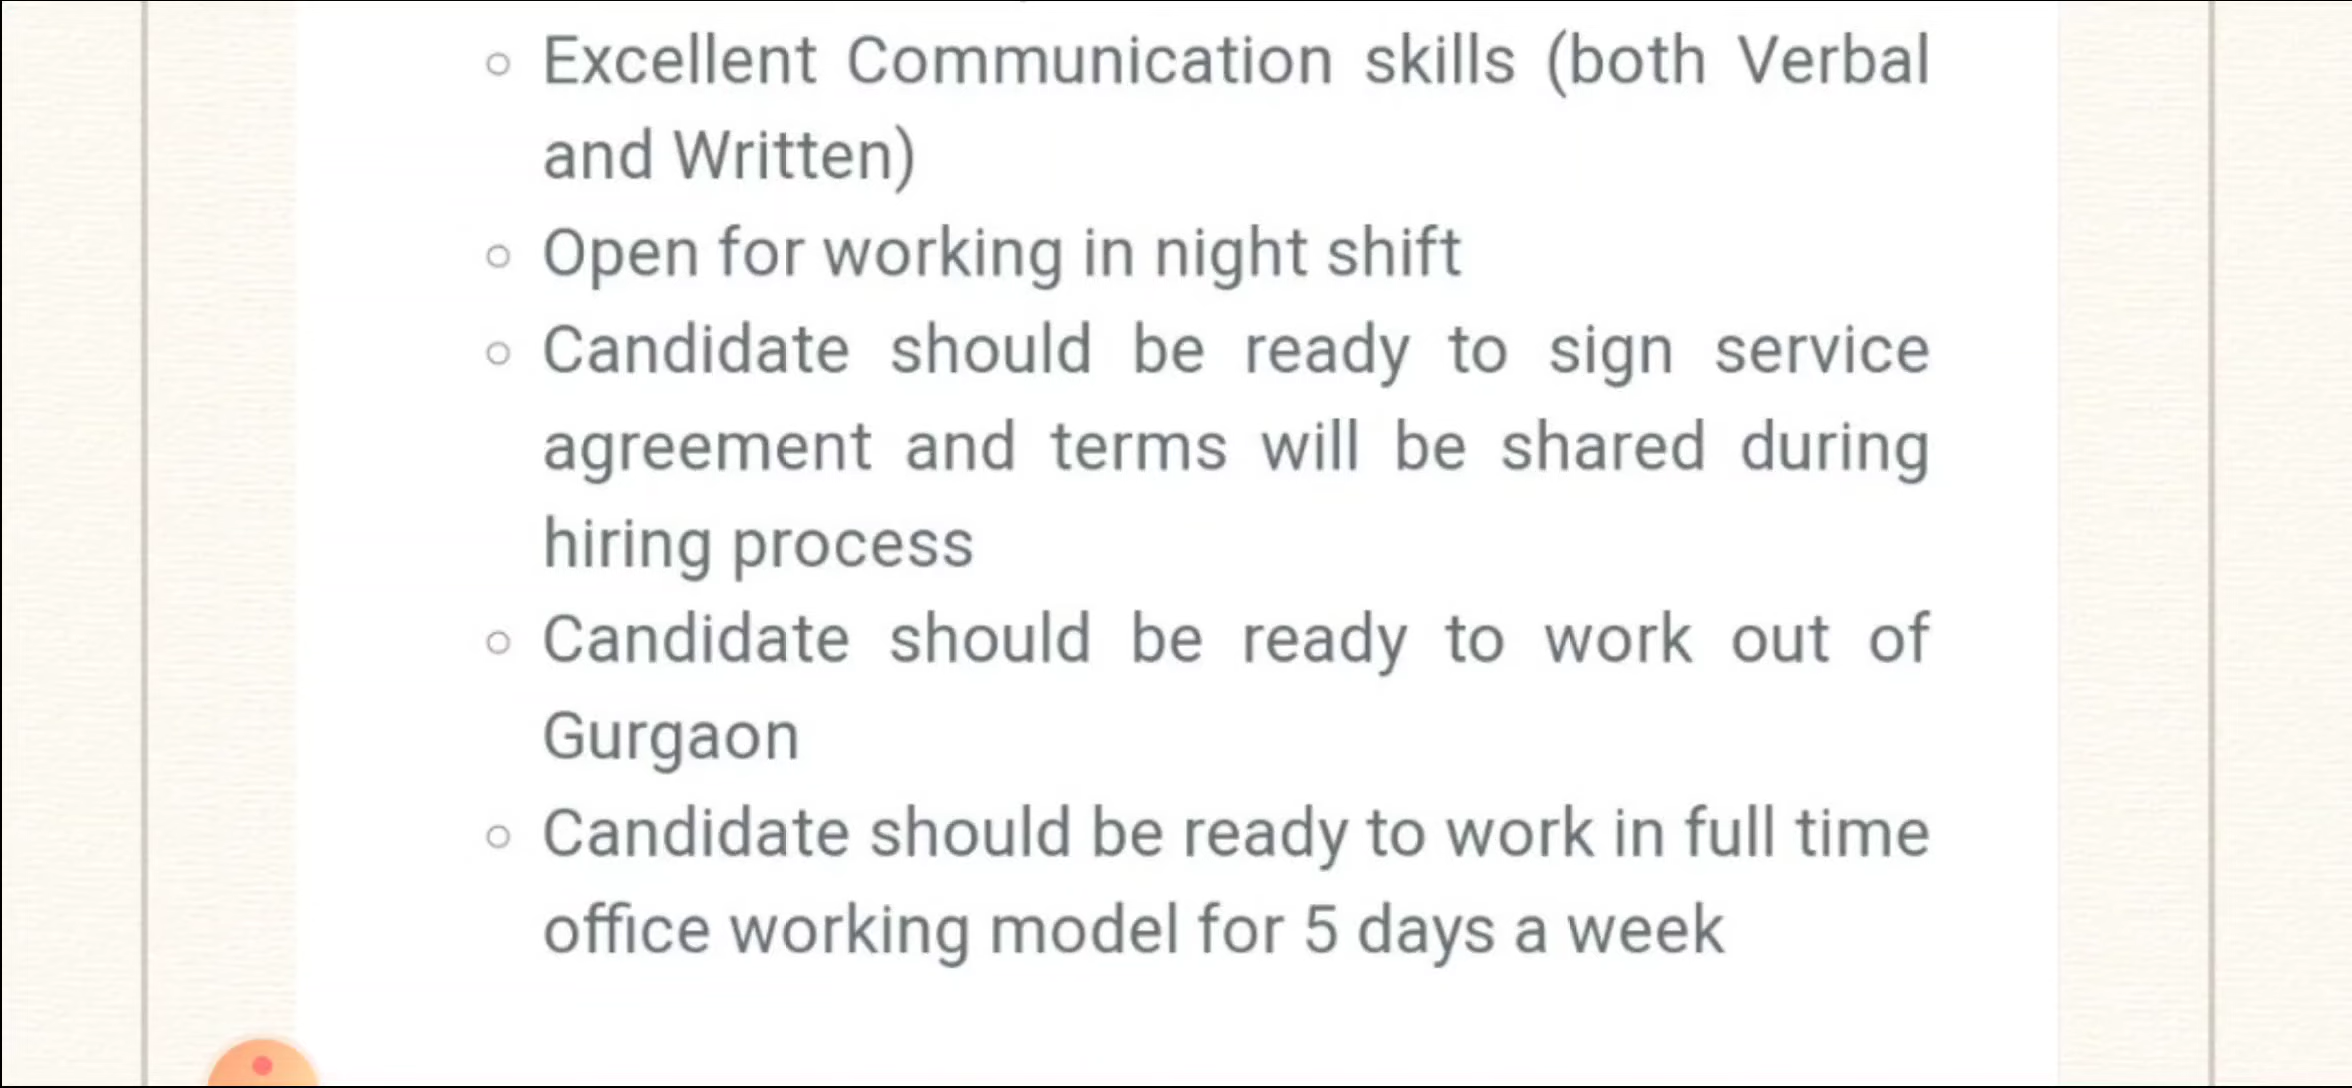 Excellent Communication skills (both Verbal
and Written)
Open for working in night shift
Candidate should be ready to sign service
agreement and terms will be shared during
hiring process
Candidate should be ready to work out of
Gurgaon
Candidate should be ready to work in full time
office working model for 5 days a week